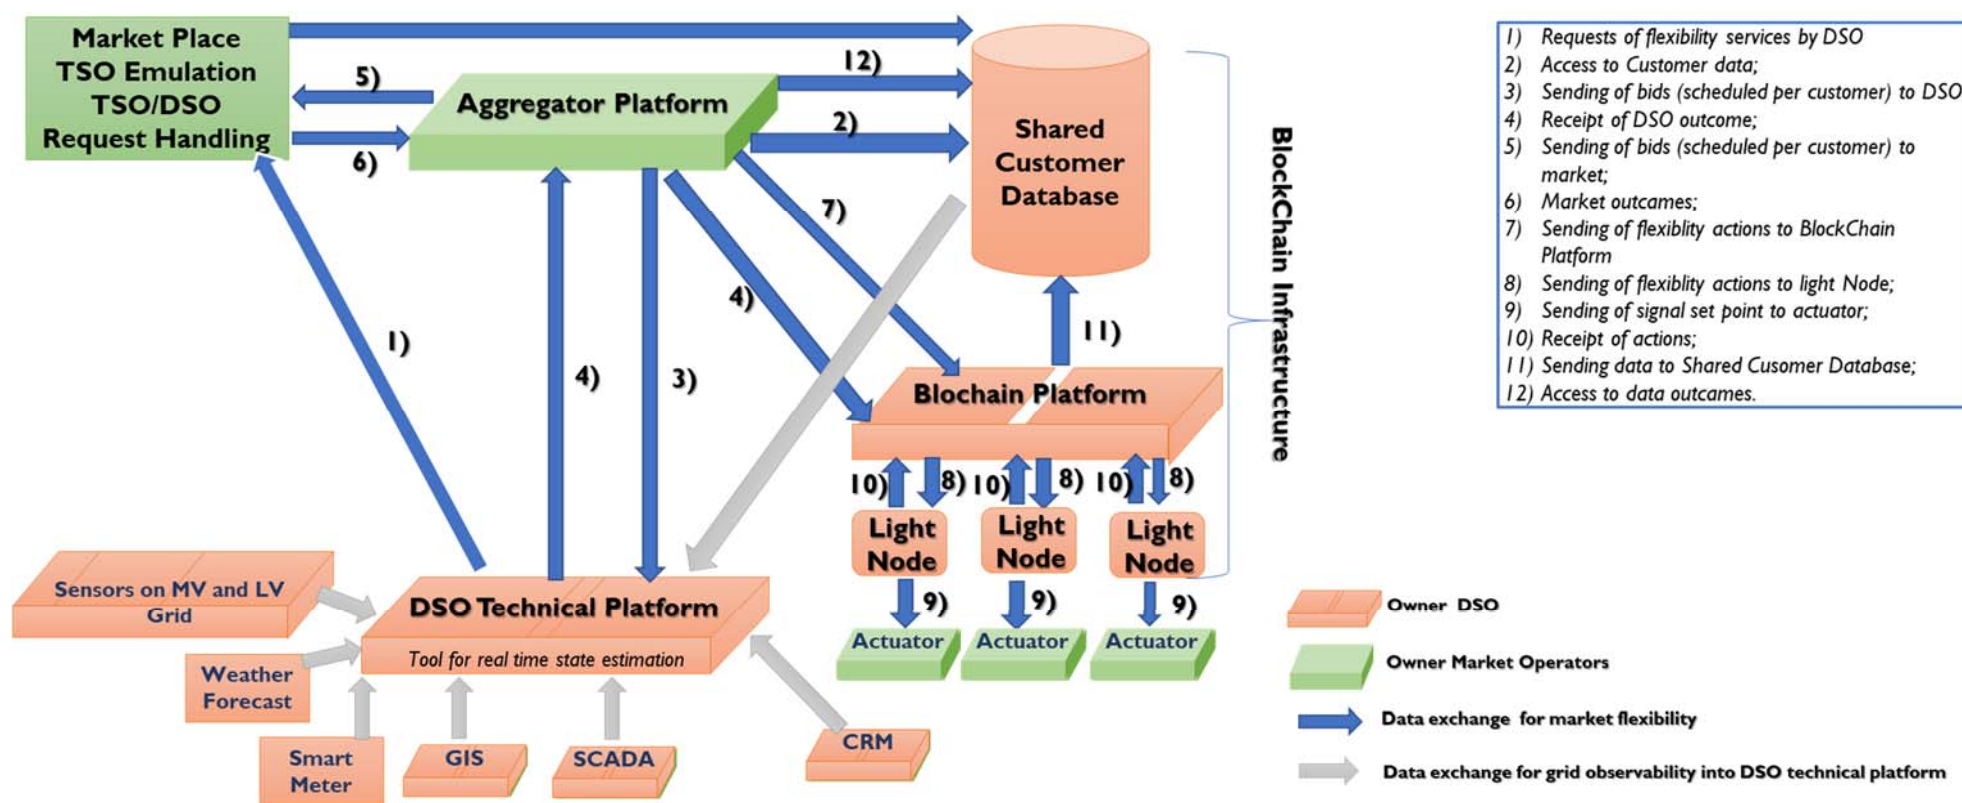 Market Place
TSO Emulation
TSO/DSO
Request Handling
5)
6)
Aggregator Platform
12)
2)
Shared
Customer
Database
BlockChain Infrastructure
1) Requests of flexibility services by DSO
2) Access to Customer data;
3) Sending of bids (scheduled per customer) to DSO
4) Receipt of DSO outcome;
5) Sending of bids (scheduled per customer) to
market;
6) Market outcomes;
7) Sending of flexiblity actions to BlockChain
Platform
8) Sending of flexiblity actions to light Node;
9) Sending of signal set point to actuator;
10) Receipt of actions;
11) Sending data to Shared Cusomer Database;
12) Access to data outcames.
7)
4)
1)
4)
3)
11)
Blochain Platform
10)
8)
10)
8)
10)
8)
Light
Node
Light
Node
Light
Node
9)
9)
9)
Actuator
Actuator
Actuator
Sensors on MV and LV
Grid
DSO Technical Platform
Tool for real time state estimation
Weather
Forecast
Smart
Meter
GIS
SCADA
CRM
Owner DSO
Owner Market Operators
Data exchange for market flexibility
Data exchange for grid observability into DSO technical platform